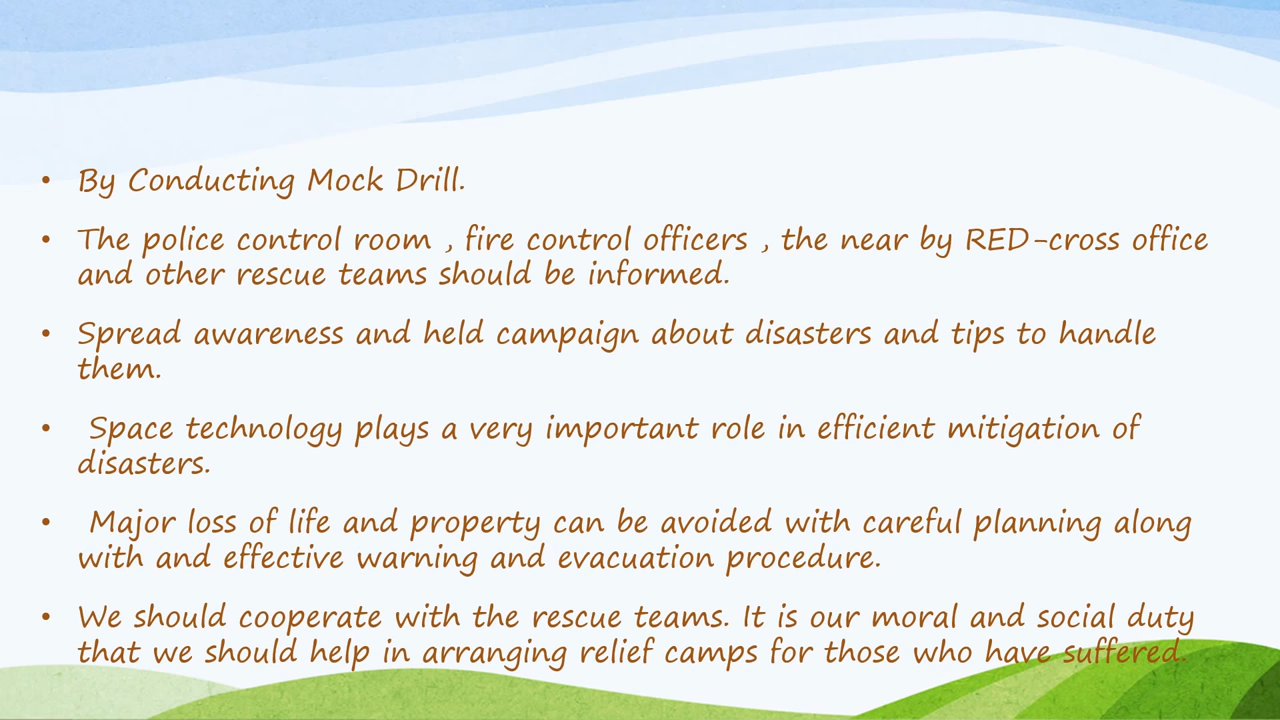 • By Conducting Mock Drill.
• The police control room , fire control officers , the near by RED-cross office
and other rescue teams should be informed.
• Spread awareness and held campaign about disasters and tips to handle
them.
• Space technology plays a very important role in efficient mitigation of
disasters.
• Major loss of life and property can be avoided with careful planning along
with and effective warning and evacuation procedure.
• We should cooperate with the rescue teams. It is our moral and social duty
that we should help in arranging relief camps for those who have suffered.